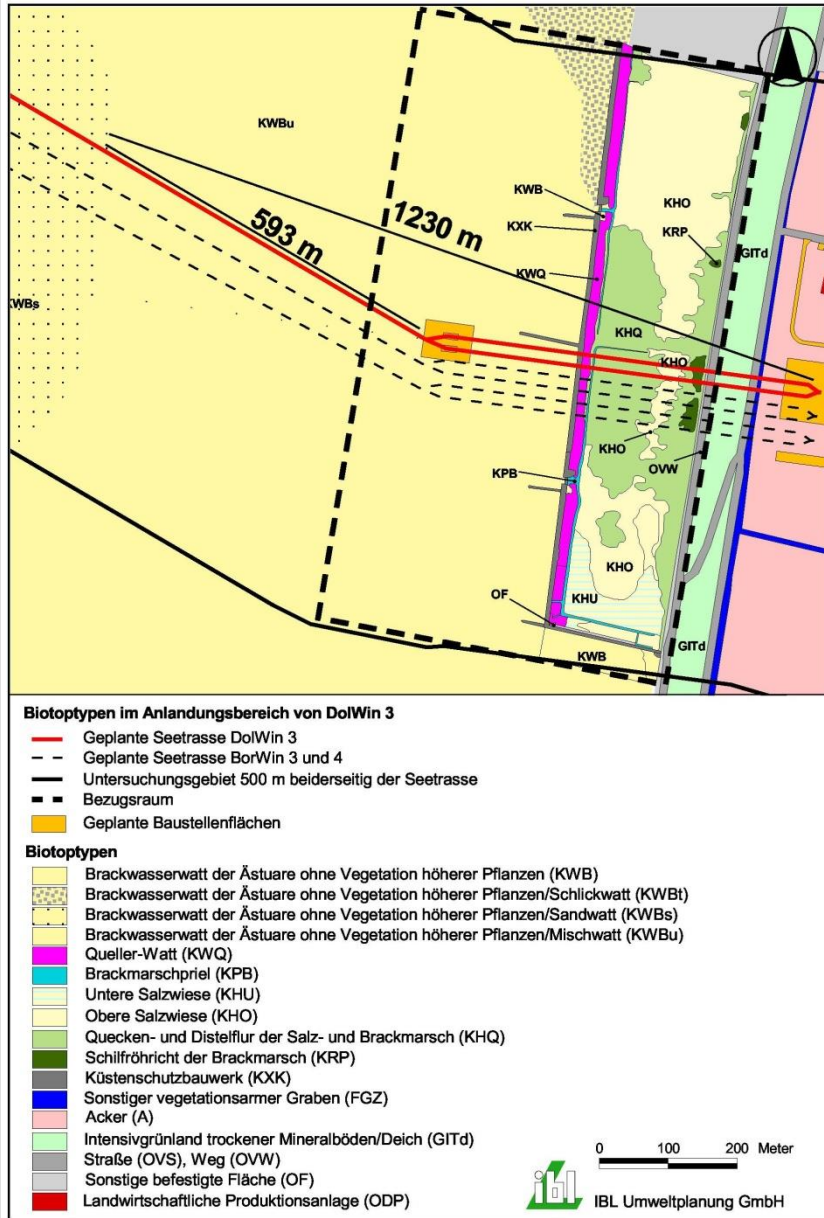 KWBu
KWB
KHO
KXK
KRP
593 m
1230 m
GITd
KWQ
KWBs
KHQ
KHO
KHO
OVW
KPB
KHO
OF
KHU
KWB
GITd
Biotoptypen im Anlandungsbereich von DolWin 3
Geplante Seetrasse DolWin 3
Geplante Seetrasse BorWin 3 und 4
Untersuchungsgebiet 500 m beiderseitig der Seetrasse
Bezugsraum
Geplante Baustellenflächen
Biotoptypen
Brackwasserwatt der Ästuare ohne Vegetation höherer Pflanzen (KWB)
Brackwasserwatt der Ästuare ohne Vegetation höherer Pflanzen/Schlickwatt (KWBt)
Brackwasserwatt der Ästuare ohne Vegetation höherer Pflanzen/Sandwatt (KWBs)
Brackwasserwatt der Ästuare ohne Vegetation höherer Pflanzen/Mischwatt (KWBu)
Queller-Watt (KWQ)
Brackmarschpriel (KPB)
Untere Salzwiese (KHU)
Obere Salzwiese (KHO)
Quecken- und Distelflur der Salz- und Brackmarsch (KHQ)
Schilfröhricht der Brackmarsch (KRP)
Küstenschutzbauwerk (KXK)
Sonstiger vegetationsarmer Graben (FGZ)
Acker (A)
Intensivgrünland trockener Mineralböden/Deich (GITd)
Straße (OVS), Weg (OVW)
Sonstige befestigte Fläche (OF)
Landwirtschaftliche Produktionsanlage (ODP)
0 100 200 Meter
ibl IBL Umweltplanung GmbH